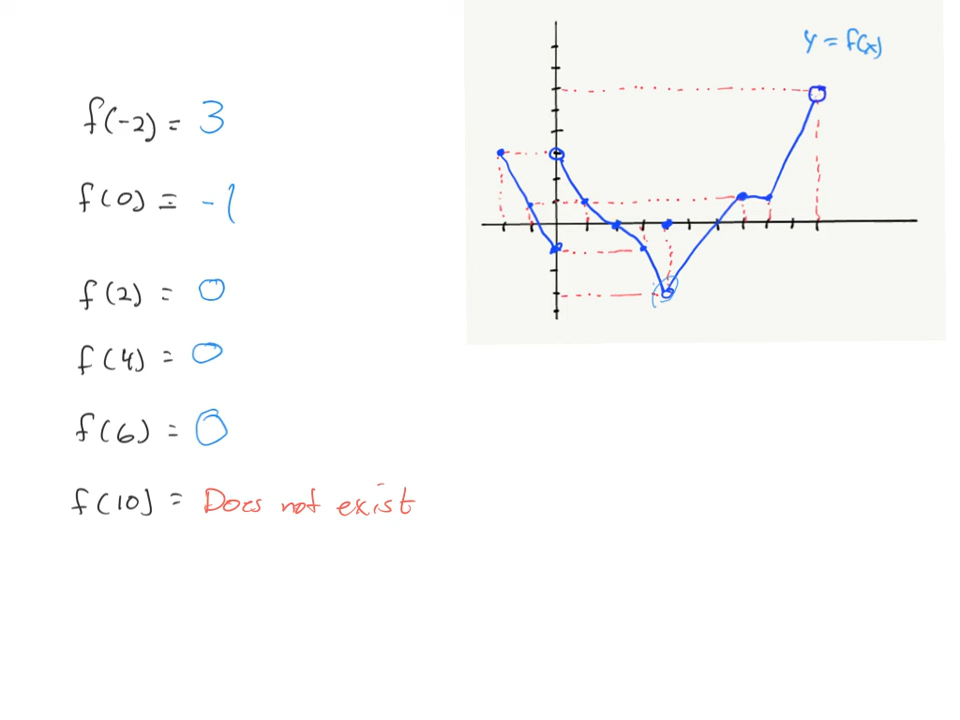 y = f(x)
f(-2) = 3
f(0) = -1
f(2) = 0
f(4) = 0
f(6) = 0
f(10) = Does not exist